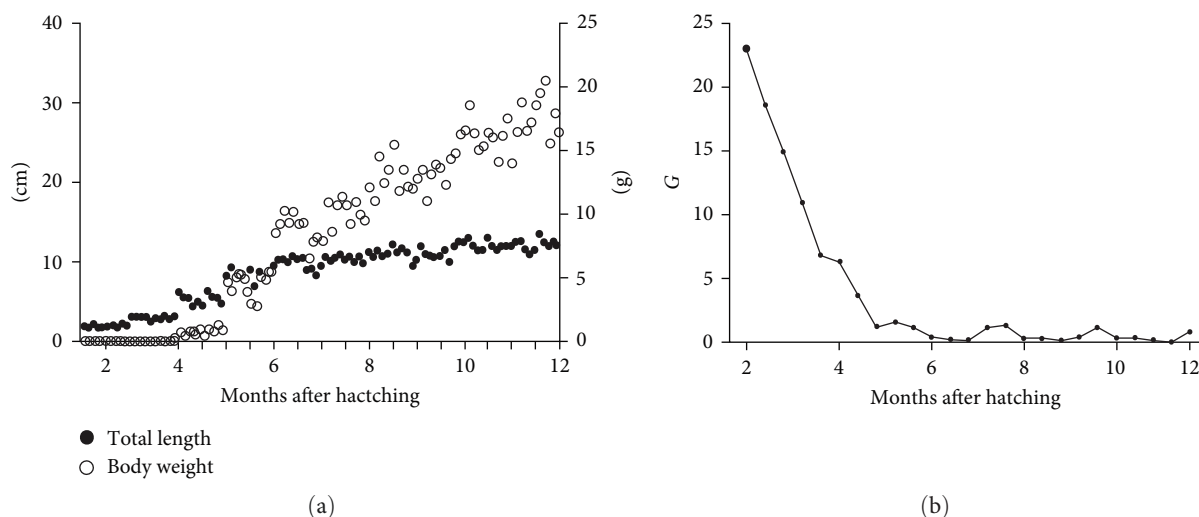 40
30
20
10
0
(cm)
25
20
15
10
5
0
(g)
2 4 6 8 10 12
Months after hactching
Total length
Body weight
(a)
25
20
15
10
5
0
G
2 4 6 8 10 12
Months after hatching
(b)